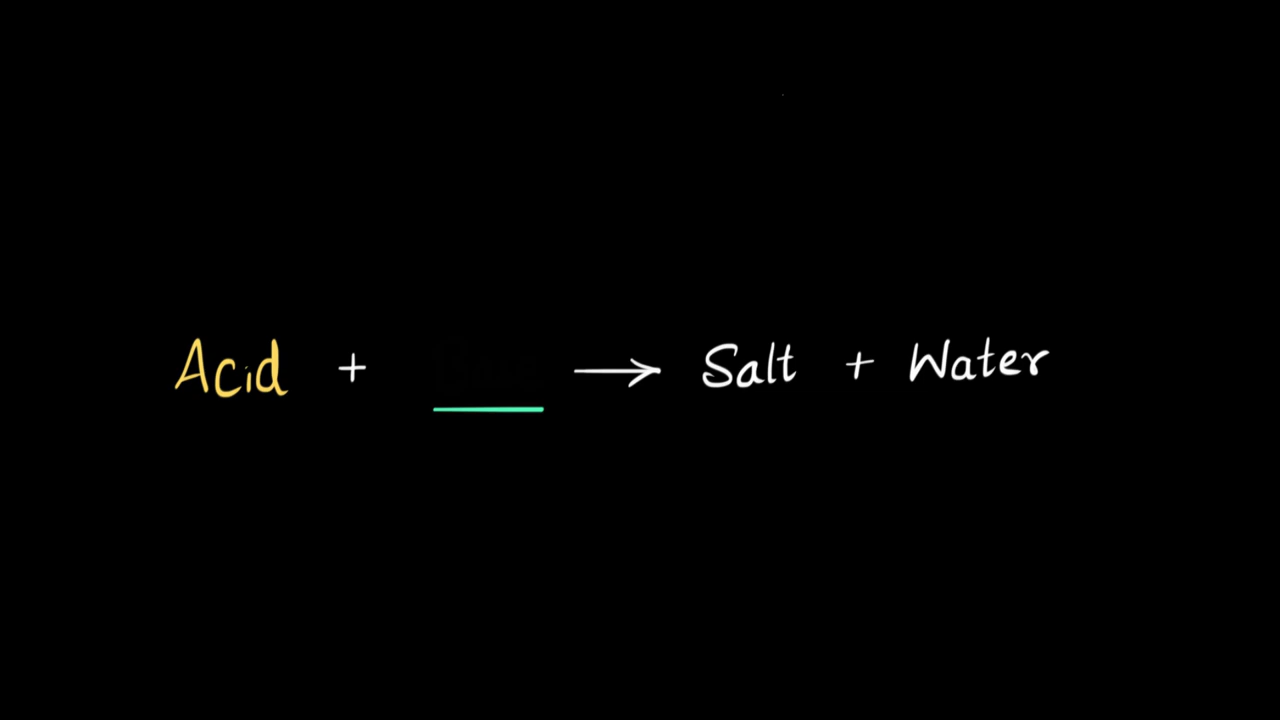 Acid + → Salt + Water